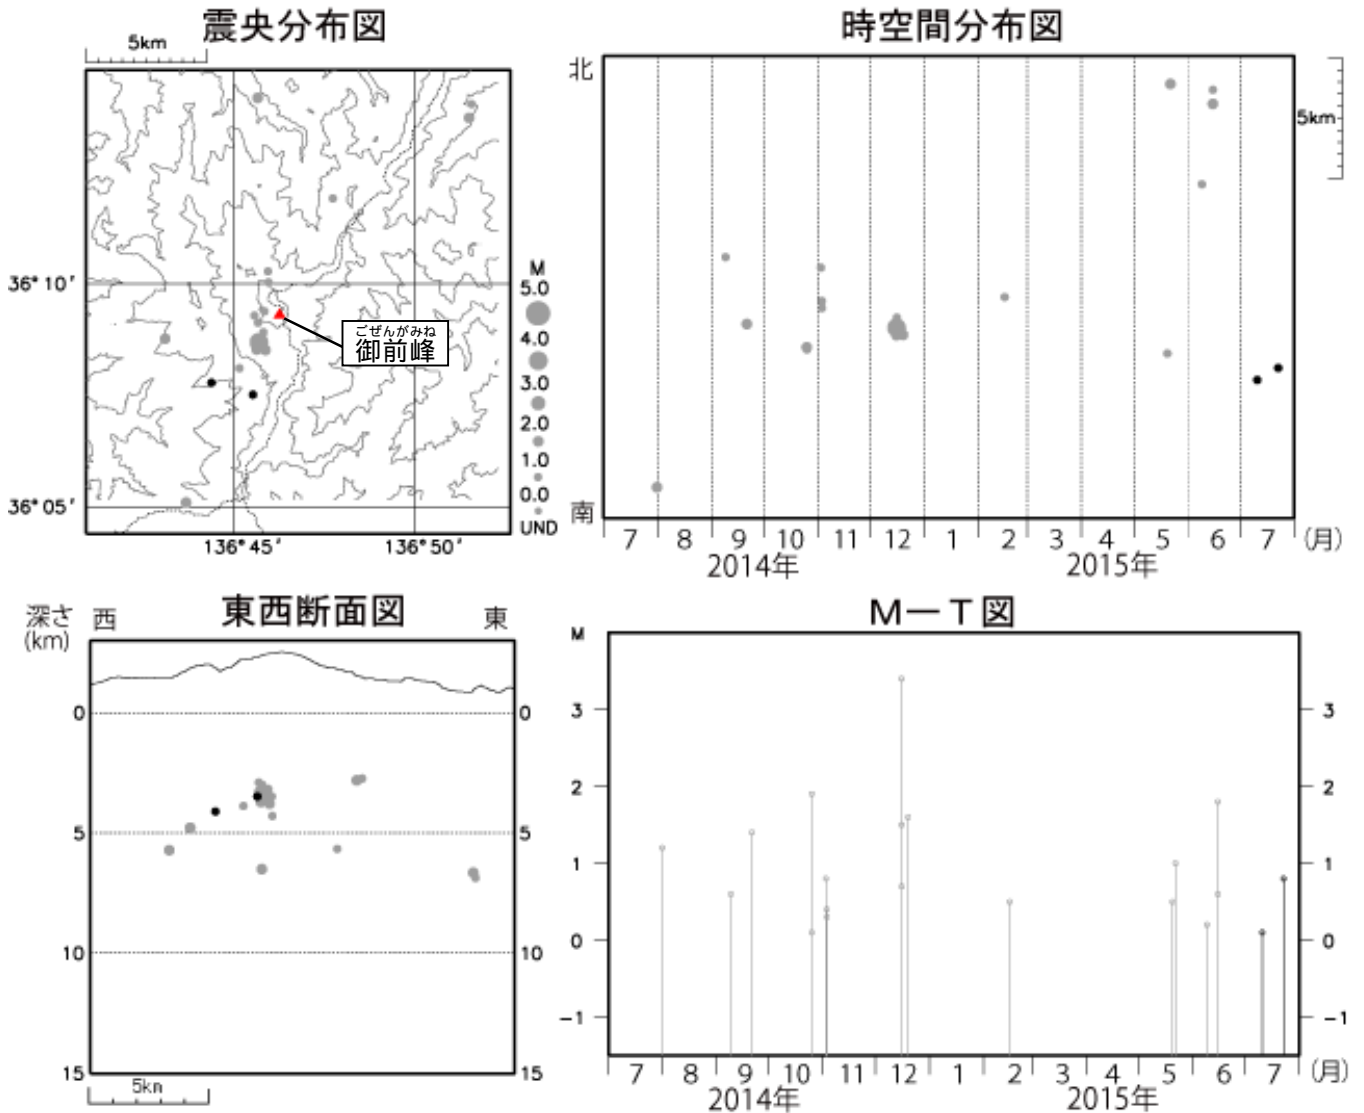 震央分布図
5km
36°10′
36°05′
136°45′
136°50′
ごぜんがみね
御前峰
M
5.0
4.0
3.0
2.0
1.0
0.0
UND
時空間分布図
北
南
5km
7 8 9 10 11 12 1 2 3 4 5 6 7 (月)
2014年 2015年
東西断面図
深さ
(km)
西 東
0 0
5 5
10 10
15 15
5km
M－T図
M
3 3
2 2
1 1
0 0
-1 -1
7 8 9 10 11 12 1 2 3 4 5 6 7 (月)
2014年 2015年